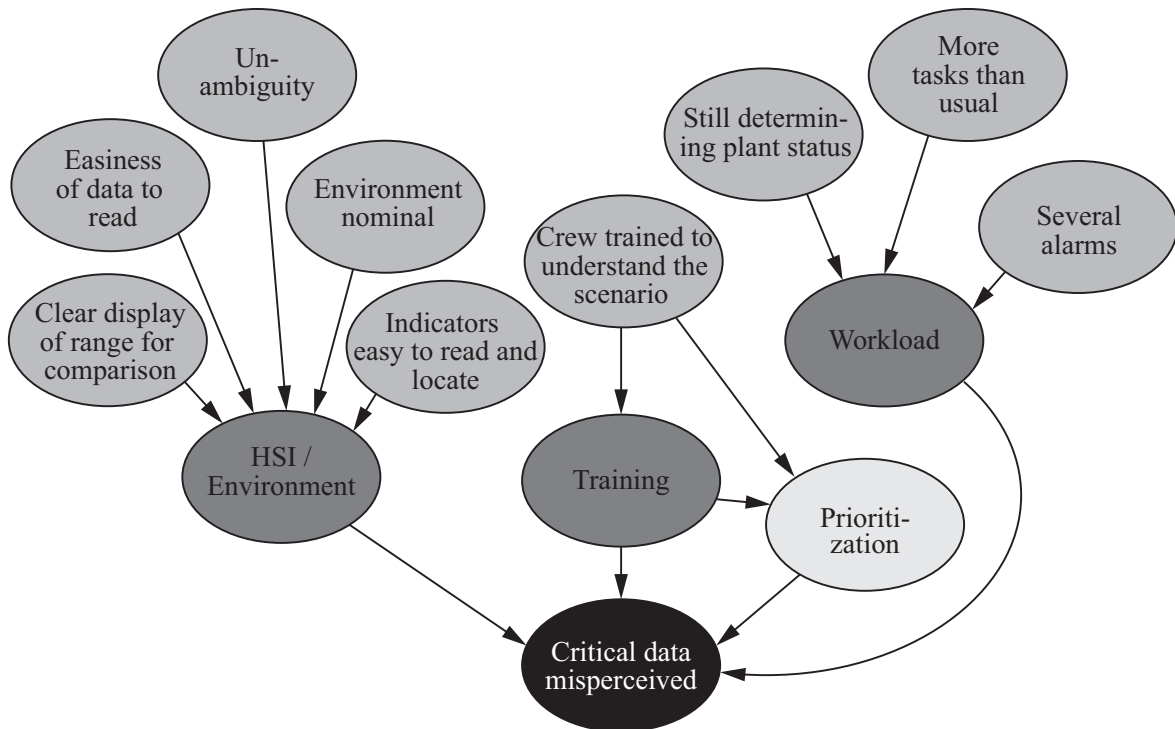 Un-
ambiguity
More
tasks than
usual
Still determin-
ing plant status
Easiness
of data to
read
Environment
nominal
Several
alarms
Crew trained to
understand the
scenario
Clear display
of range for
comparison
Indicators
easy to read and
locate
Workload
HSI /
Environment
Training
Prioriti-
zation
Critical data
misperceived